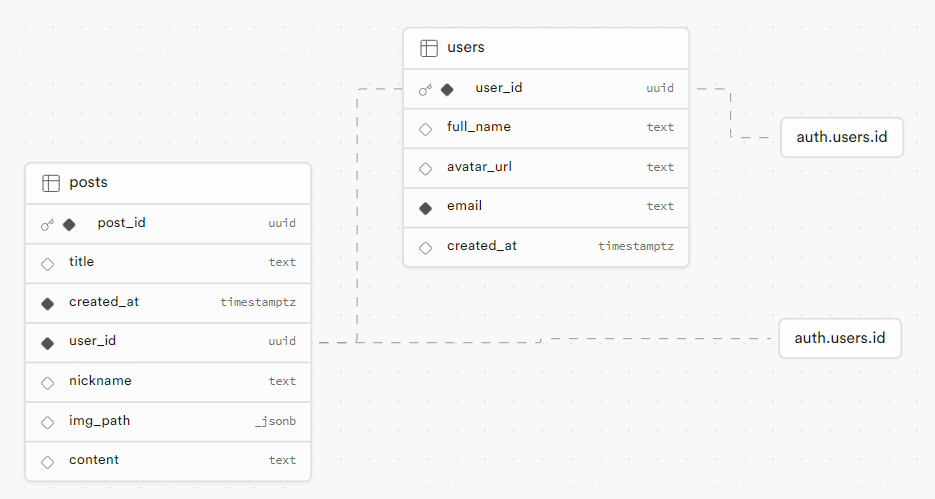 users
user_id uuid
full_name text
avatar_url text
email text
created_at timestamptz
auth.users.id
posts
post_id uuid
title text
created_at timestamptz
user_id uuid
nickname text
img_path _jsonb
content text
auth.users.id